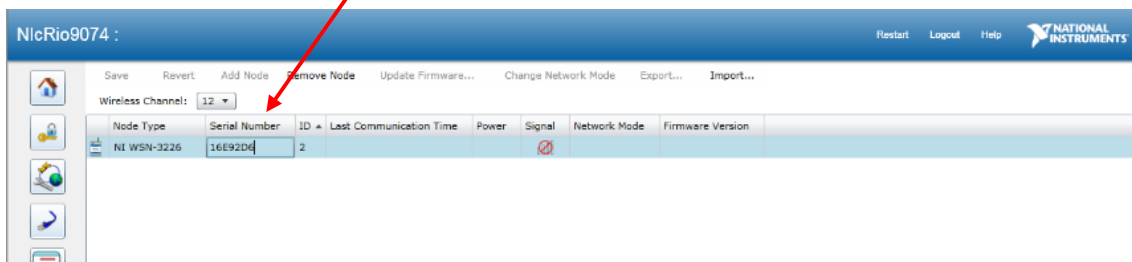 NIcRio9074 :
Restart Logout Help NATIONAL INSTRUMENTS
Save Revert Add Node Remove Node Update Firmware... Change Network Mode Export... Import...
Wireless Channel: 12
Node Type Serial Number ID Last Communication Time Power Signal Network Mode Firmware Version
NI WSN-3226 16E92D6 2